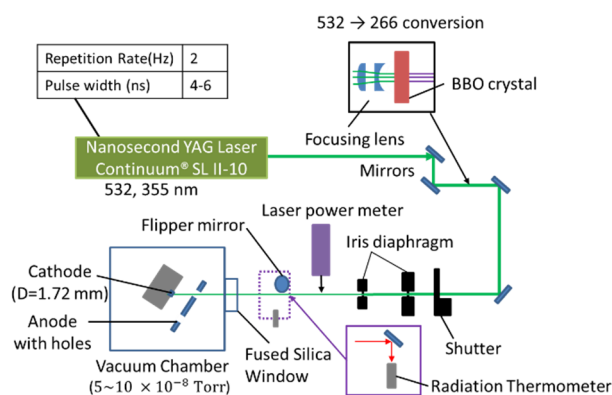 532 → 266 conversion
Repetition Rate(Hz) 2
Pulse width (ns) 4-6
BBO crystal
Focusing lens
Nanosecond YAG Laser
Continuum® SL II-10
532, 355 nm
Mirrors
Laser power meter
Flipper mirror
Iris diaphragm
Cathode
(D=1.72 mm)
Anode
with holes
Fused Silica
Window
Shutter
Vacuum Chamber
(5~10 × 10⁻⁸ Torr)
Radiation Thermometer